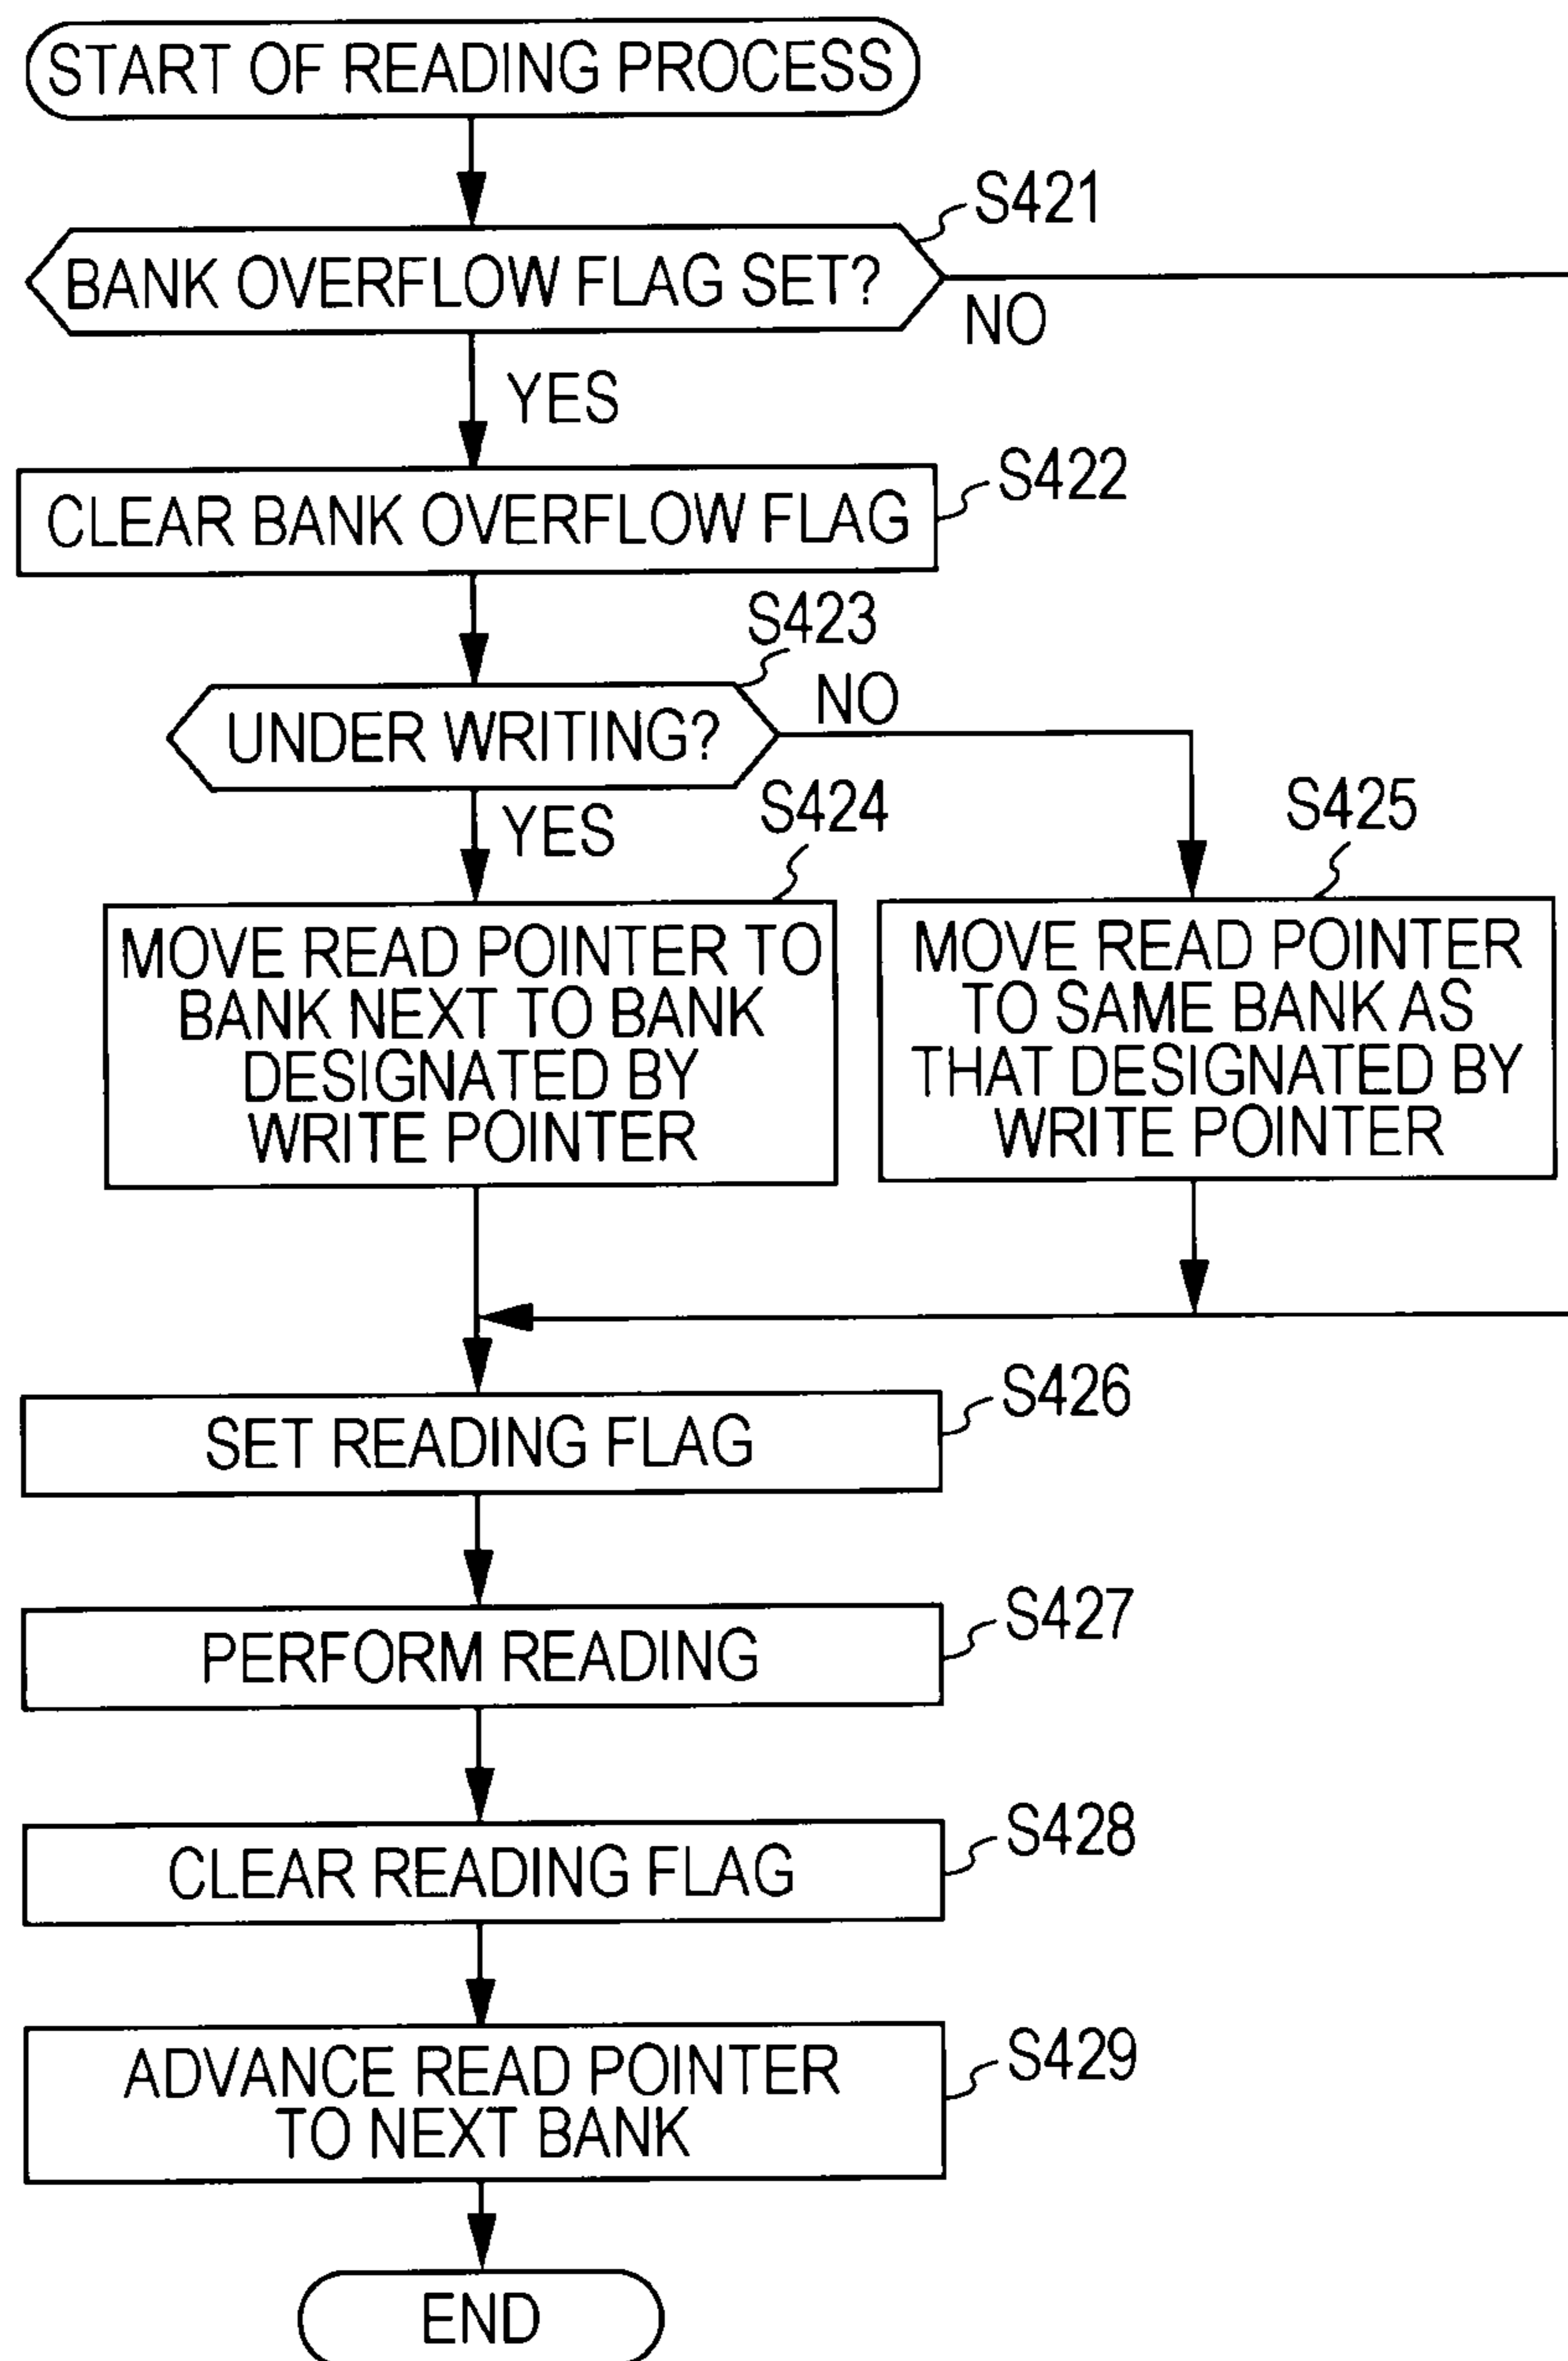 START OF READING PROCESS
S421
BANK OVERFLOW FLAG SET?
NO
YES
S422
CLEAR BANK OVERFLOW FLAG
S423
NO
UNDER WRITING?
YES
S424
S425
MOVE READ POINTER TO
BANK NEXT TO BANK
DESIGNATED BY
WRITE POINTER
MOVE READ POINTER
TO SAME BANK AS
THAT DESIGNATED BY
WRITE POINTER
S426
SET READING FLAG
S427
PERFORM READING
S428
CLEAR READING FLAG
S429
ADVANCE READ POINTER
TO NEXT BANK
END